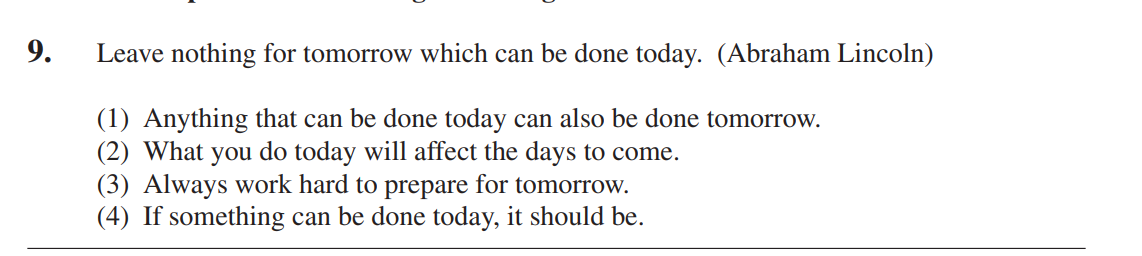 9. Leave nothing for tomorrow which can be done today. (Abraham Lincoln)
(1) Anything that can be done today can also be done tomorrow.
(2) What you do today will affect the days to come.
(3) Always work hard to prepare for tomorrow.
(4) If something can be done today, it should be.